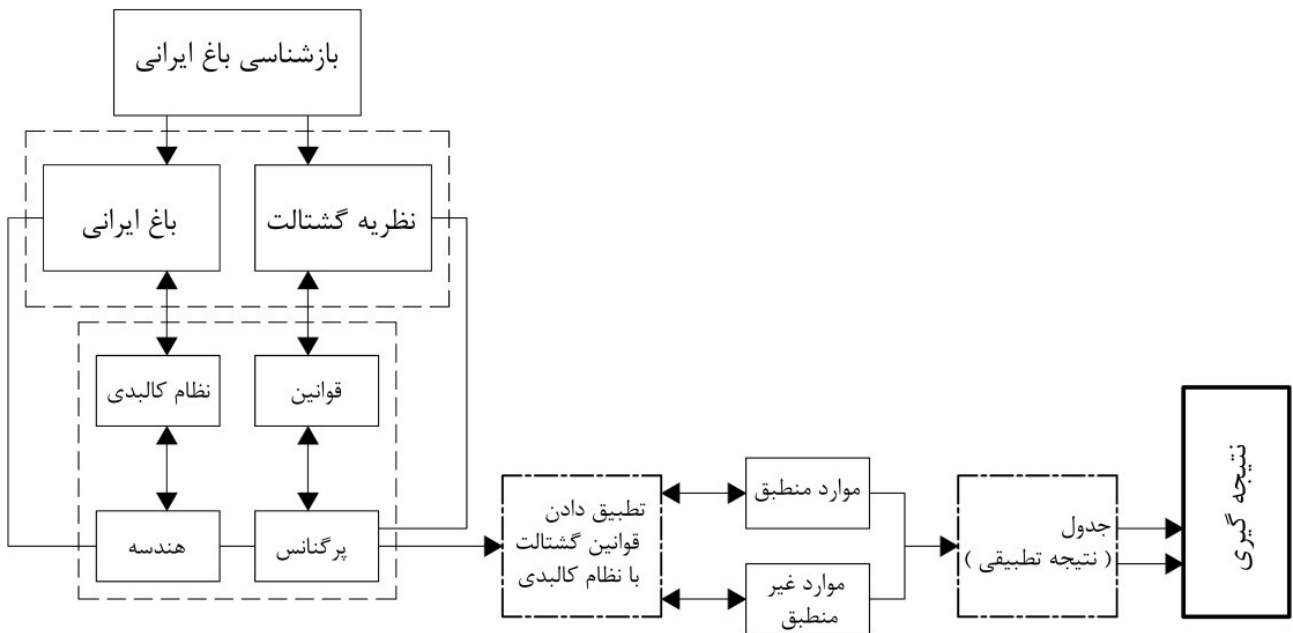 بازشناسی باغ ایرانی
نظریه گشتالت
باغ ایرانی
قوانین
نظام کالبدی
پرگنانس
هندسه
تطبیق دادن
قوانین گشتالت
با نظام کالبدی
موارد منطبق
موارد غیر
منطبق
جدول
( نتیجه تطبیقی )
نتیجه گیری